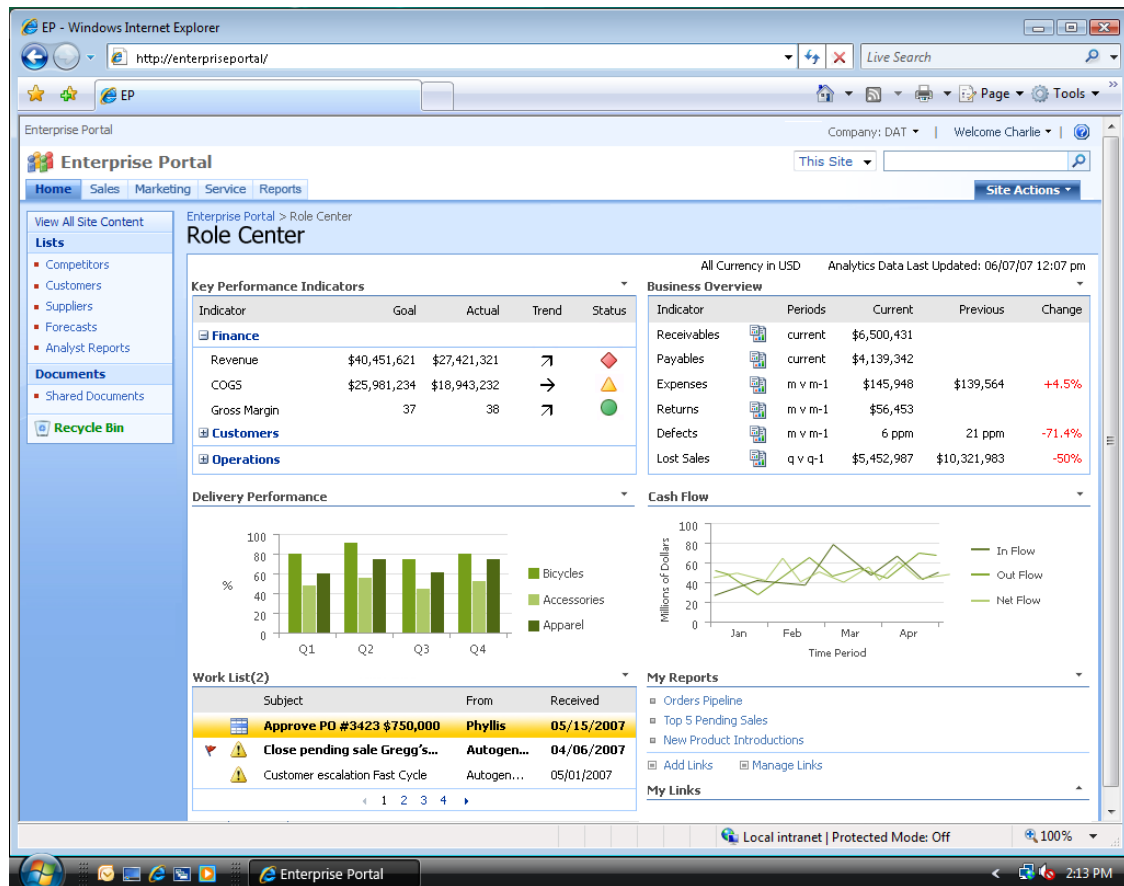 EP - Windows Internet Explorer
http://enterpriseportal/
Live Search
EP
Page
Tools
Enterprise Portal
Company: DAT
Welcome Charlie
Enterprise Portal
This Site
Home Sales Marketing Service Reports
Site Actions
View All Site Content
Lists
Competitors
Customers
Suppliers
Forecasts
Analyst Reports
Documents
Shared Documents
Recycle Bin
Enterprise Portal > Role Center
Role Center
All Currency in USD Analytics Data Last Updated: 06/07/07 12:07 pm
Key Performance Indicators
Indicator Goal Actual Trend Status
Finance
Revenue $40,451,621 $27,421,321
COGS $25,981,234 $18,943,232
Gross Margin 37 38
Customers
Operations
Business Overview
Indicator Periods Current Previous Change
Receivables current $6,500,431
Payables current $4,139,342
Expenses m v m-1 $145,948 $139,564 +4.5%
Returns m v m-1 $56,453
Defects m v m-1 6 ppm 21 ppm -71.4%
Lost Sales q v q-1 $5,452,987 $10,321,983 -50%
Delivery Performance
100
80
60
40
20
0
%
Q1 Q2 Q3 Q4
Bicycles
Accessories
Apparel
Cash Flow
Millions of Dollars
100
80
60
40
20
0
Jan Feb Mar Apr
Time Period
In Flow
Out Flow
Net Flow
Work List(2)
Subject From Received
Approve PO #3423 $750,000 Phyllis 05/15/2007
Close pending sale Gregg's... Autogen... 04/06/2007
Customer escalation Fast Cycle Autogen... 05/01/2007
1 2 3 4
My Reports
Orders Pipeline
Top 5 Pending Sales
New Product Introductions
Add Links Manage Links
My Links
Local intranet | Protected Mode: Off
100%
Enterprise Portal
2:13 PM